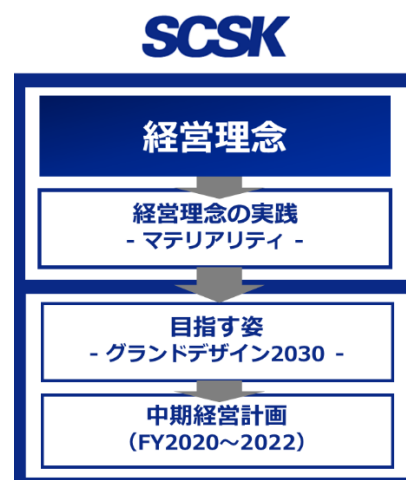 SCSK
経営理念
経営理念の実践
- マテリアリティ -
目指す姿
- グランドデザイン2030 -
中期経営計画
（FY2020～2022）